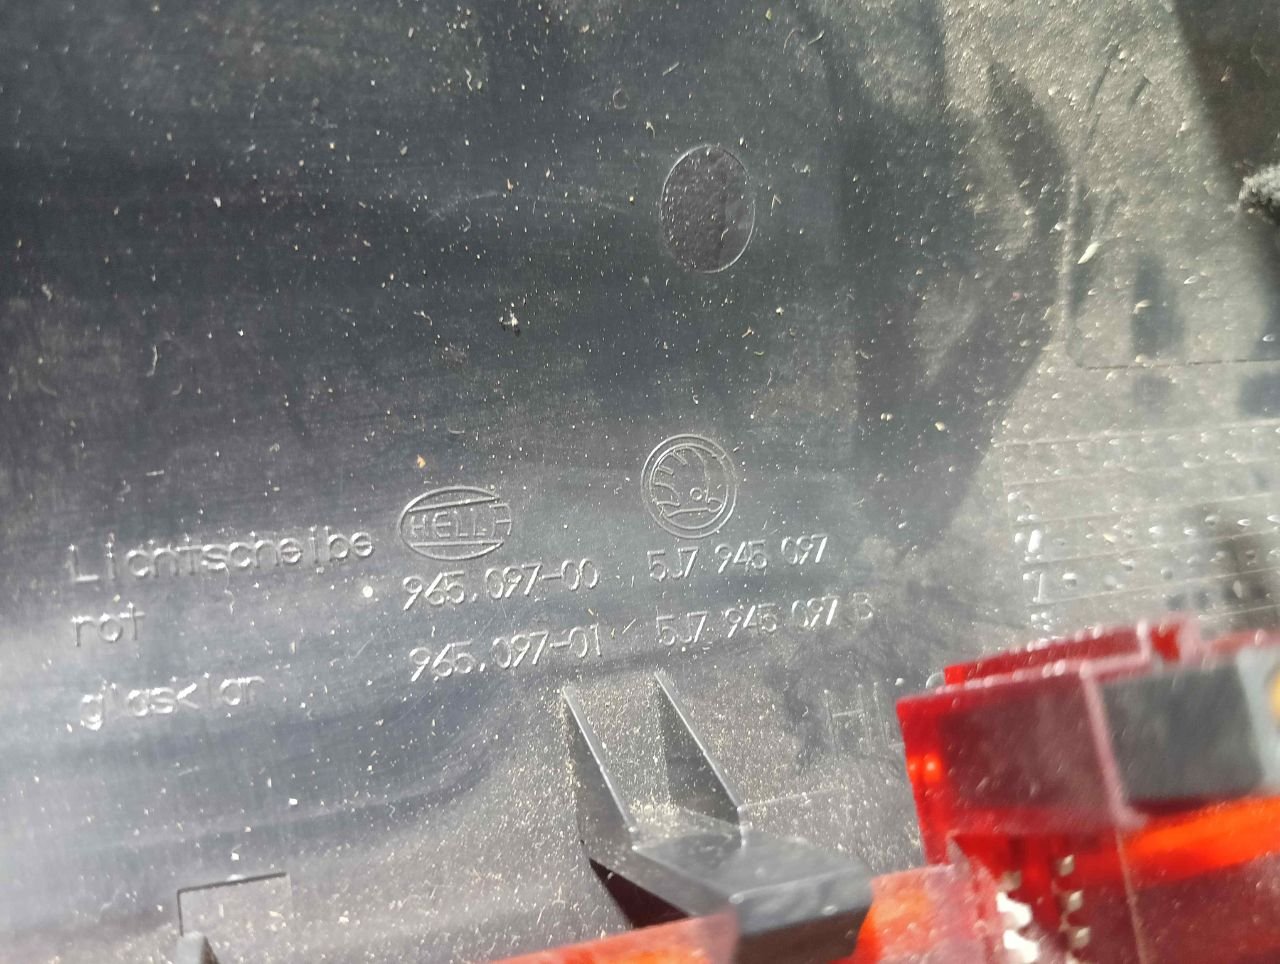 Lichtscheibe HELLA
rot 965.097-00 5J7 945 097
glasklar 965.097-01 5J7 945 097 B